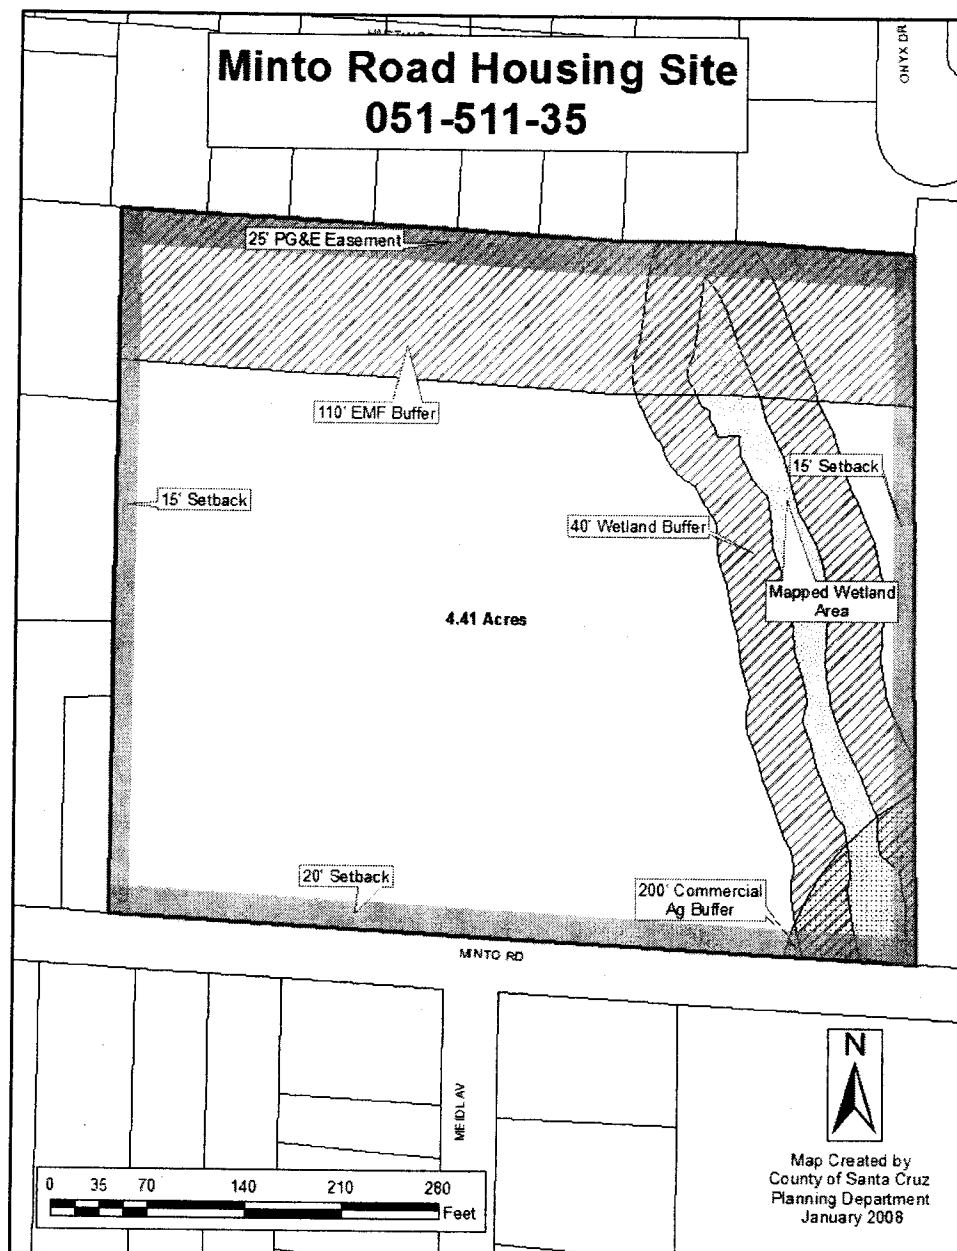 Minto Road Housing Site
051-511-35
ONYX DR
25' PG&E Easement
110' EMF Buffer
15' Setback
15' Setback
40' Wetland Buffer
Mapped Wetland
Area
4.41 Acres
20' Setback
200' Commercial
Ag Buffer
MINTO RD
MEIDL AV
N
0 35 70 140 210 280
Feet
Map Created by
County of Santa Cruz
Planning Department
January 2008